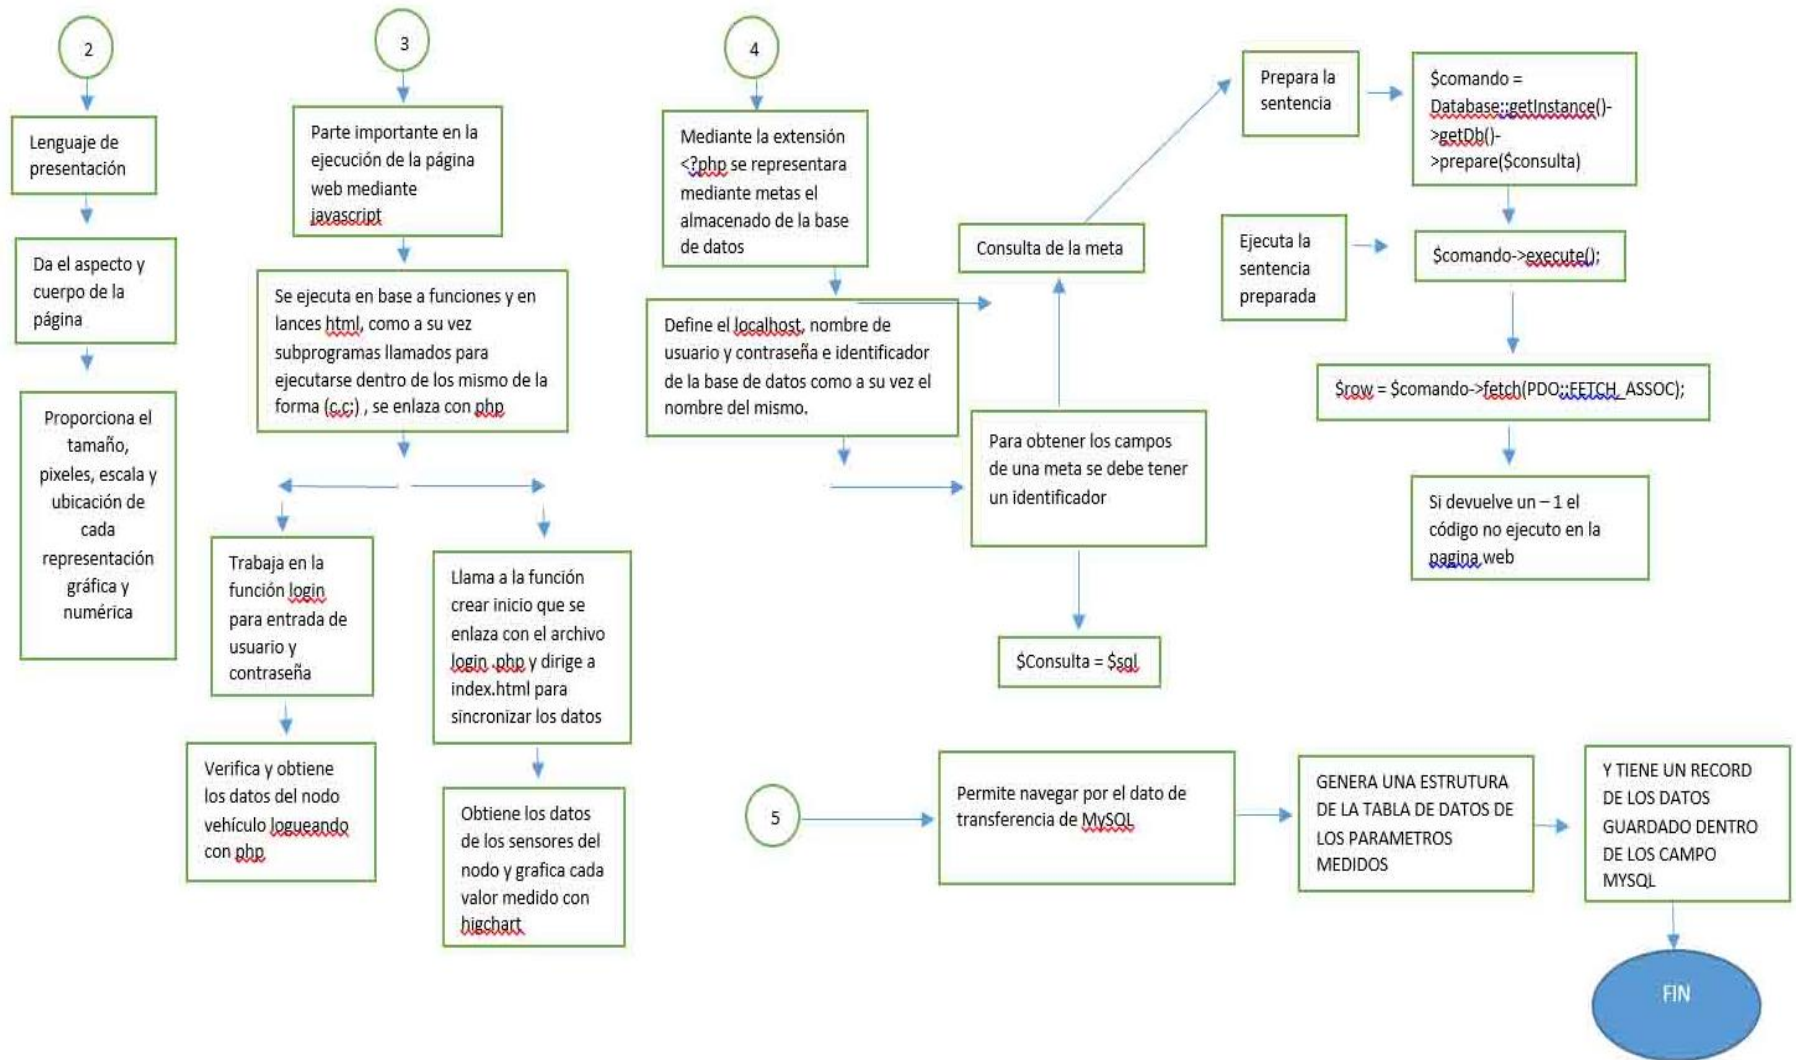 2
Lenguaje de
presentación
Da el aspecto y
cuerpo de la
página
Proporciona el
tamaño,
pixeles, escala y
ubicación de
cada
representación
gráfica y
numérica
3
Parte importante en la
ejecución de la página
web mediante
javascript
Se ejecuta en base a funciones y en
lances html, como a su vez
subprogramas llamados para
ejecutarse dentro de los mismo de la
forma (c.c;) , se enlaza con php
Trabaja en la
función login
para entrada de
usuario y
contraseña
Verifica y obtiene
los datos del nodo
vehículo logueando
con php
Llama a la función
crear inicio que se
enlaza con el archivo
login .php y dirige a
index.html para
sincronizar los datos
Obtiene los datos
de los sensores del
nodo y grafica cada
valor medido con
higchart
4
Mediante la extensión
<?php se representara
mediante metas el
almacenado de la base
de datos
Define el localhost, nombre de
usuario y contraseña e identificador
de la base de datos como a su vez el
nombre del mismo.
Consulta de la meta
Para obtener los campos
de una meta se debe tener
un identificador
$Consulta = $sql
Prepara la
sentencia
$comando =
Database::getInstance()-
>getDb()-
>prepare($consulta)
Ejecuta la
sentencia
preparada
$comando->execute();
$row = $comando->fetch(PDO::FETCH_ASSOC);
Si devuelve un – 1 el
código no ejecuto en la
pagina web
5
Permite navegar por el dato de
transferencia de MySQL
GENERA UNA ESTRUTURA
DE LA TABLA DE DATOS DE
LOS PARAMETROS
MEDIDOS
Y TIENE UN RECORD
DE LOS DATOS
GUARDADO DENTRO
DE LOS CAMPO
MYSQL
FIN